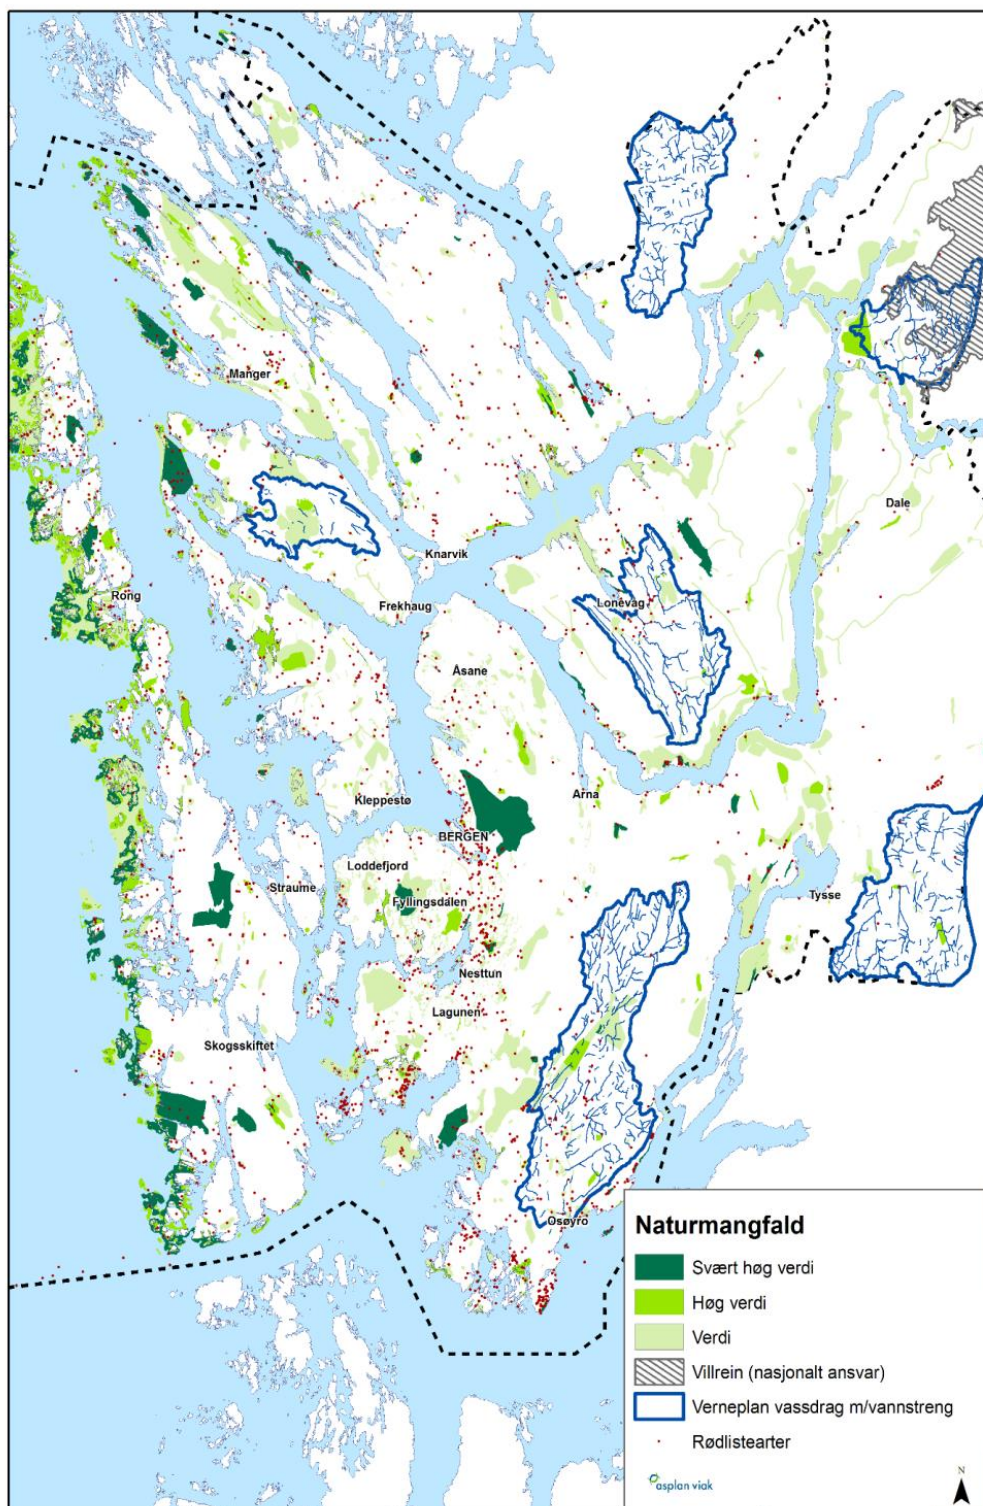 Manger
Dale
Knarvik
Rong
Frekhaug
Lonevåg
Åsane
Arna
Kleppestø
BERGEN
Loddefjord
Straume
Fyllingsdalen
Tysse
Nesttun
Lagunen
Skogsskiftet
Osøyro
Naturmangfald
Svært høg verdi
Høg verdi
Verdi
Villrein (nasjonalt ansvar)
Verneplan vassdrag m/vannstreng
Rødlistearter
asplan viak
N